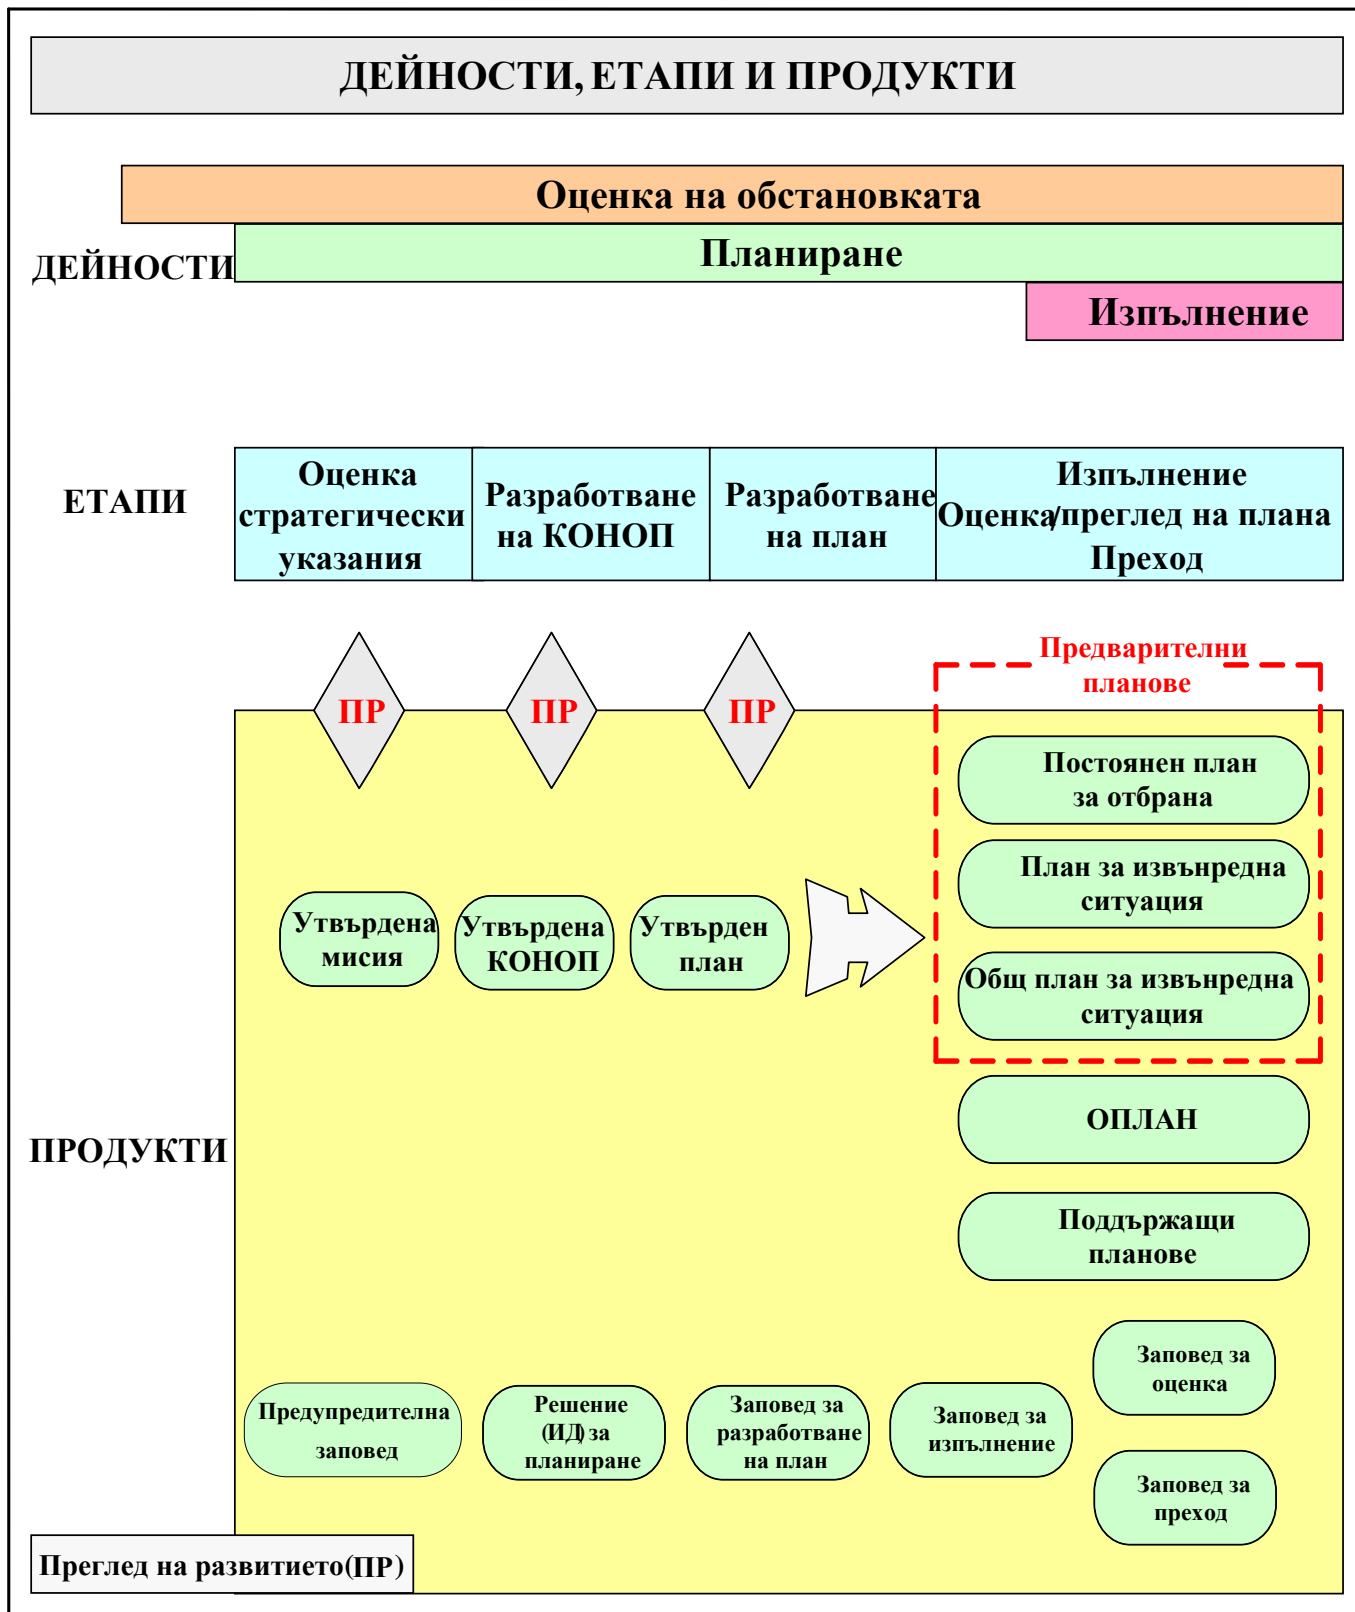 ДЕЙНОСТИ, ЕТАПИ И ПРОДУКТИ
Оценка на обстановката
Планиране
ДЕЙНОСТИ
Изпълнение
ЕТАПИ
Оценка
стратегически
указания
Разработване
на КОНОП
Разработване
на план
Изпълнение
Оценка/преглед на плана
Преход
ПР
ПР
ПР
Предварителни
планове
Постоянен план
за отбрана
План за извънредна
ситуация
Утвърдена
мисия
Утвърдена
КОНОП
Утвърден
план
Общ план за извънредна
ситуация
ОПЛАН
ПРОДУКТИ
Поддържащи
планове
Предупредителна
заповед
Решение
(ИД) за
планиране
Заповед за
разработване
на план
Заповед за
изпълнение
Заповед за
оценка
Заповед за
преход
Преглед на развитието(ПР)